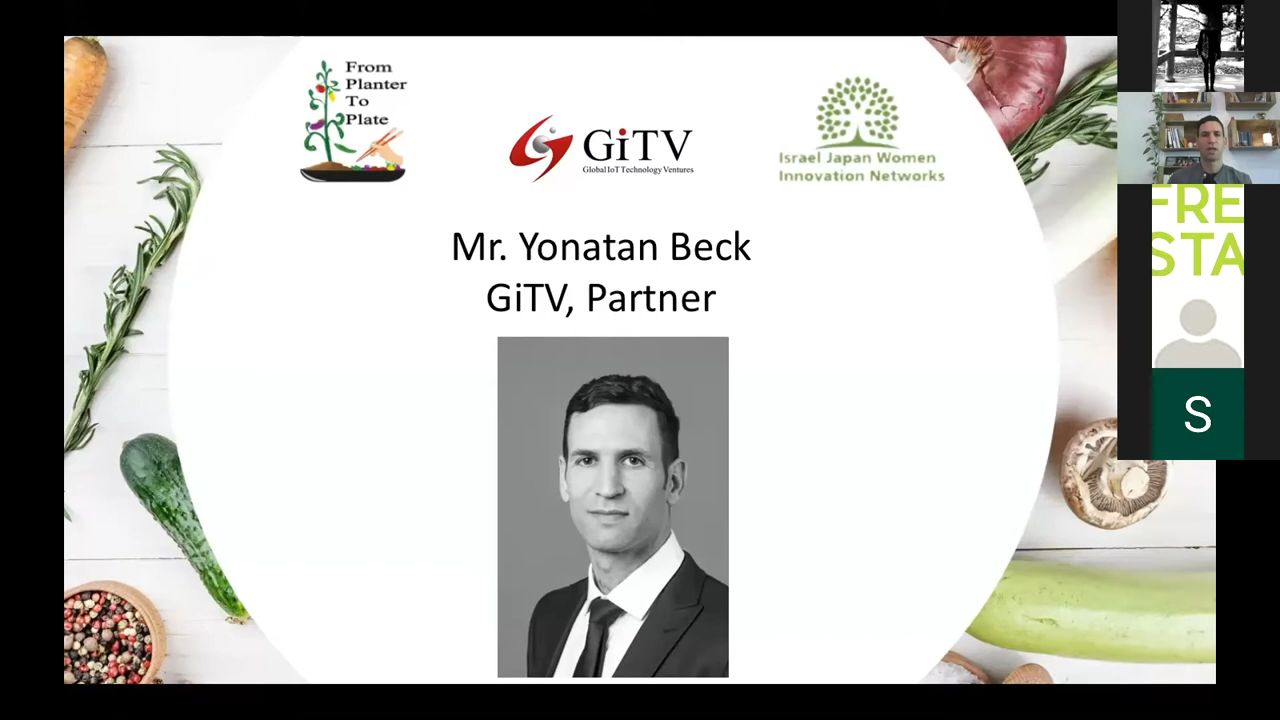 From
Planter
To
Plate
GiTV
Global IoT Technology Ventures
Israel Japan Women
Innovation Networks
Mr. Yonatan Beck
GiTV, Partner
FRE
STA
S